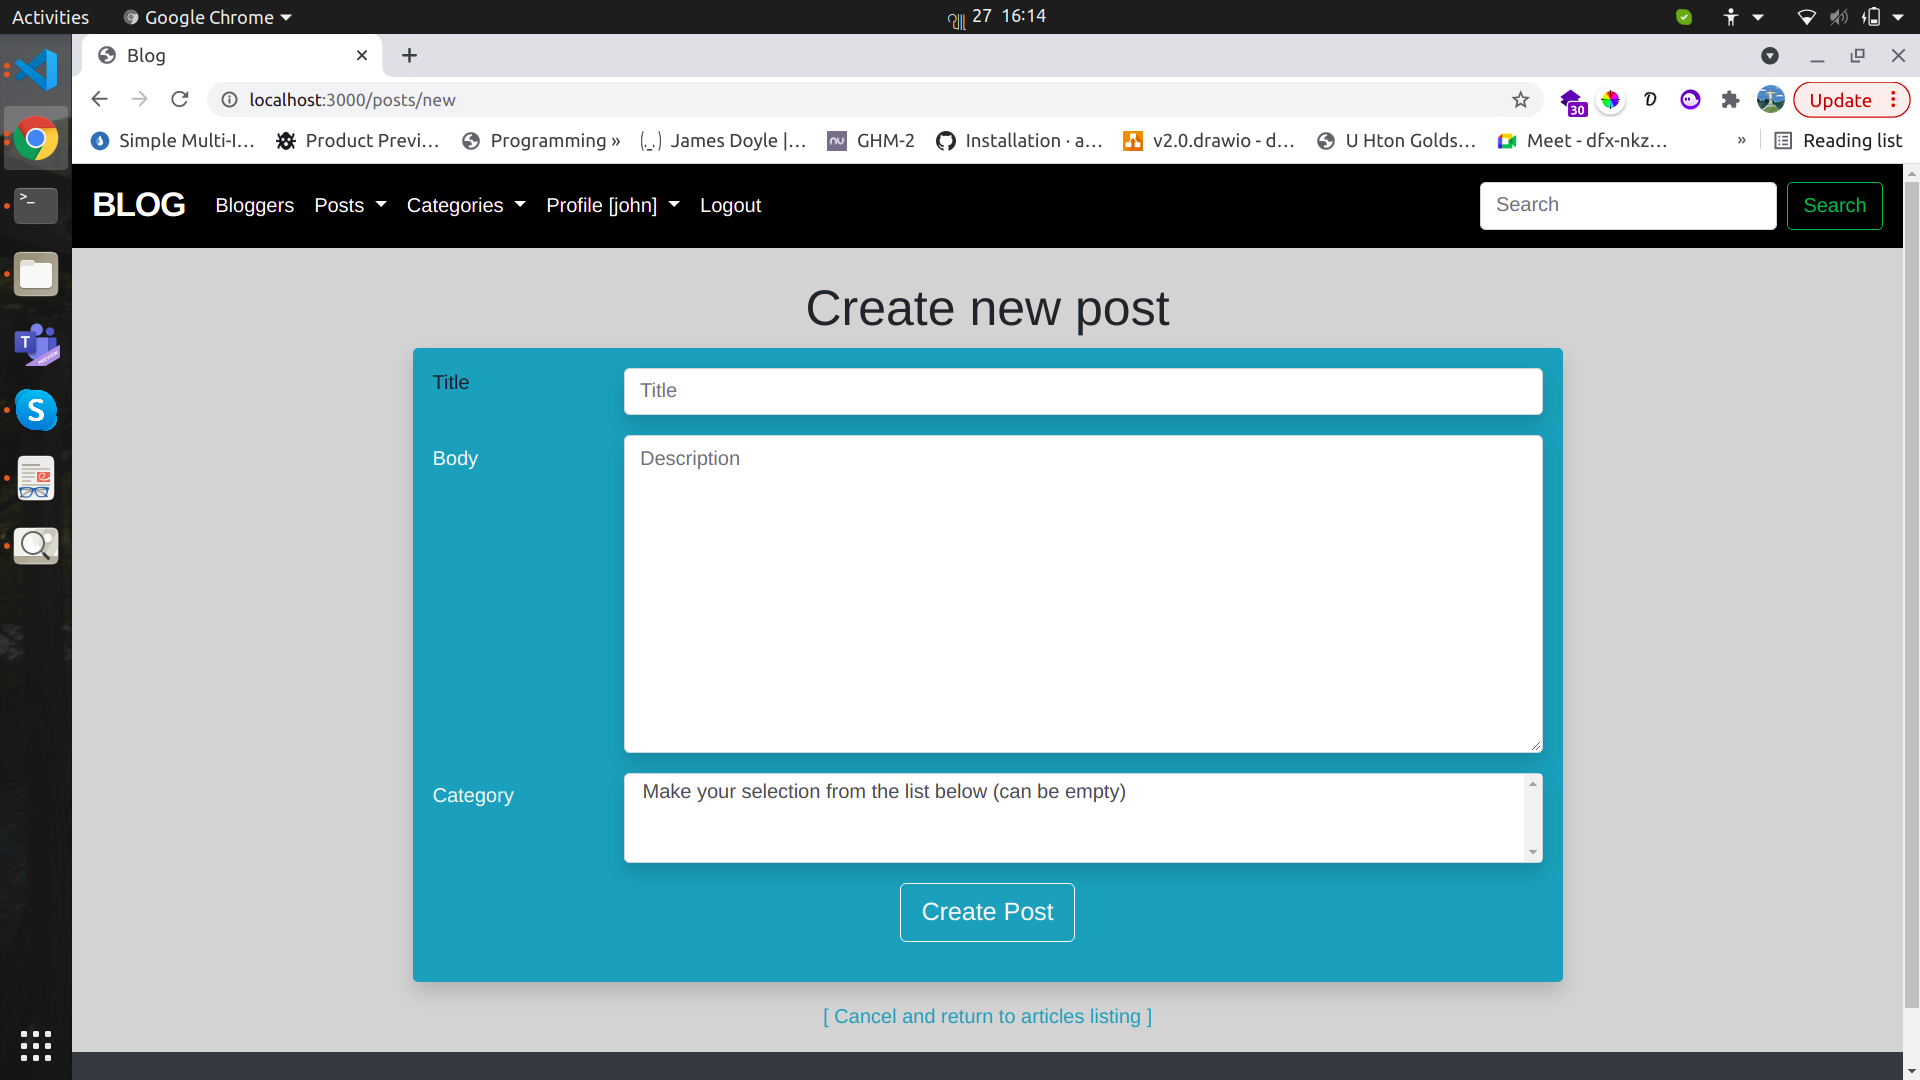 Activities
Google Chrome
27 16:14
Blog
localhost:3000/posts/new
30
Update
Simple Multi-I...
Product Previ...
Programming »
James Doyle |...
GHM-2
Installation · a...
v2.0.drawio - d...
U Hton Golds...
Meet - dfx-nkz...
»
Reading list
BLOG
Bloggers
Posts
Categories
Profile [john]
Logout
Search
Search
Create new post
Title
Title
Body
Description
Category
Make your selection from the list below (can be empty)
Create Post
[ Cancel and return to articles listing ]